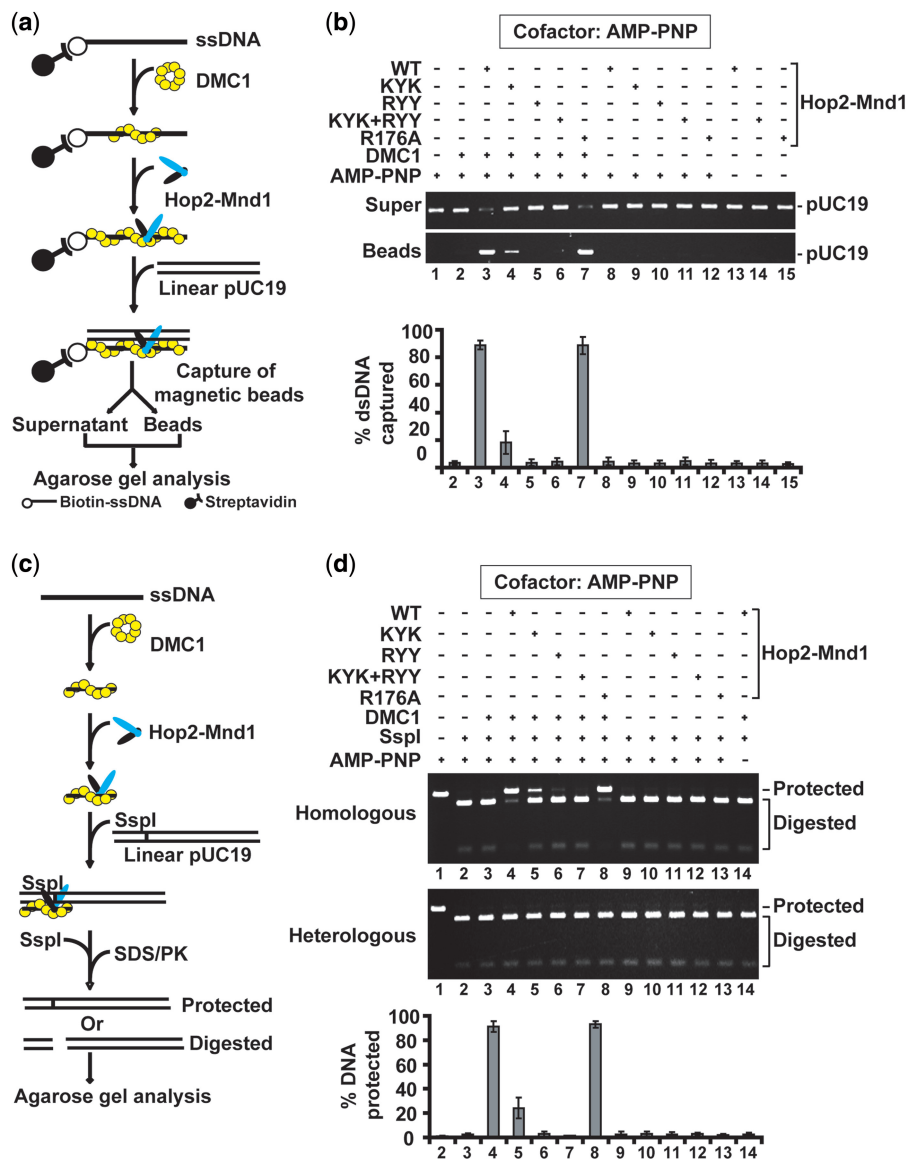 (a)
ssDNA
DMC1
Hop2-Mnd1
Linear pUC19
Capture of
magnetic beads
Supernatant Beads
Agarose gel analysis
Biotin-ssDNA Streptavidin
(b)
Cofactor: AMP-PNP
WT - - + - - - - + - - - - + - -
KYK - - - + - - - - + - - - - - -
RYY - - - - + - - - - + - - - - -
KYK+RYY - - - - - + - - - - + - - + -
R176A - - - - - - + - - - - + - - +
DMC1 - + + + + + + - - - - - - - -
AMP-PNP + + + + + + + + + + + + - - -
Hop2-Mnd1
Super - pUC19
Beads - pUC19
1 2 3 4 5 6 7 8 9 10 11 12 13 14 15
% dsDNA
captured
100
80
60
40
20
0
2 3 4 5 6 7 8 9 10 11 12 13 14 15
(c)
ssDNA
DMC1
Hop2-Mnd1
SspI
Linear pUC19
SspI
SspI
SDS/PK
Protected
Or
Digested
Agarose gel analysis
(d)
Cofactor: AMP-PNP
WT - - - + - - - - + - - - - +
KYK - - - - + - - - - + - - - -
RYY - - - - - + - - - - + - - -
KYK+RYY - - - - - - + - - - - + - -
R176A - - - - - - - + - - - - + -
DMC1 - - + + + + + + - - - - - +
SspI - + + + + + + + + + + + + +
AMP-PNP + + + + + + + + + + + + + -
Hop2-Mnd1
Homologous
- Protected
Digested
1 2 3 4 5 6 7 8 9 10 11 12 13 14
Heterologous
- Protected
Digested
1 2 3 4 5 6 7 8 9 10 11 12 13 14
% DNA
protected
100
80
60
40
20
0
2 3 4 5 6 7 8 9 10 11 12 13 14